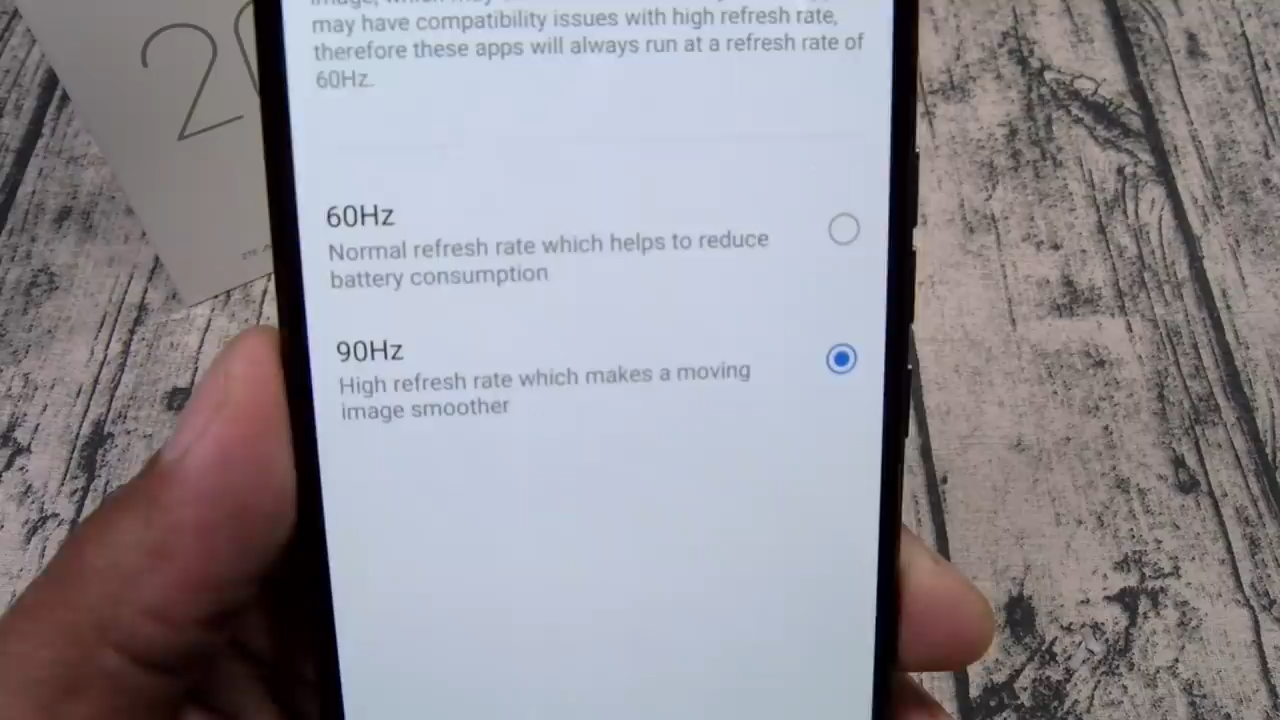 may have compatibility issues with high refresh rate,
therefore these apps will always run at a refresh rate of
60Hz.
60Hz
Normal refresh rate which helps to reduce
battery consumption
90Hz
High refresh rate which makes a moving
image smoother
20